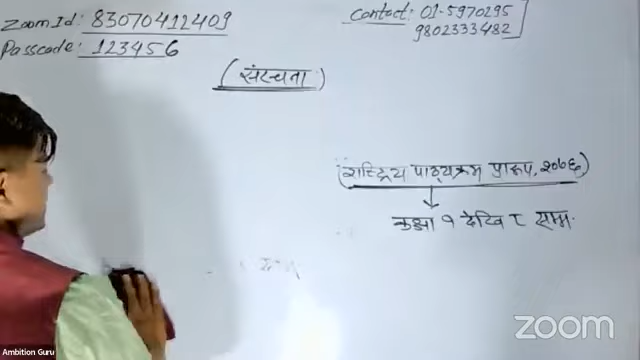 Zoom Id: 83070412409
Passcode: 123456
Contact: 01-5970295
9802333482
(संरचना)
(राष्ट्रिय पाठ्यक्रम प्रारूप, २०७६)
कक्षा १ देखि ८ सम्म
Ambition Guru
zoom